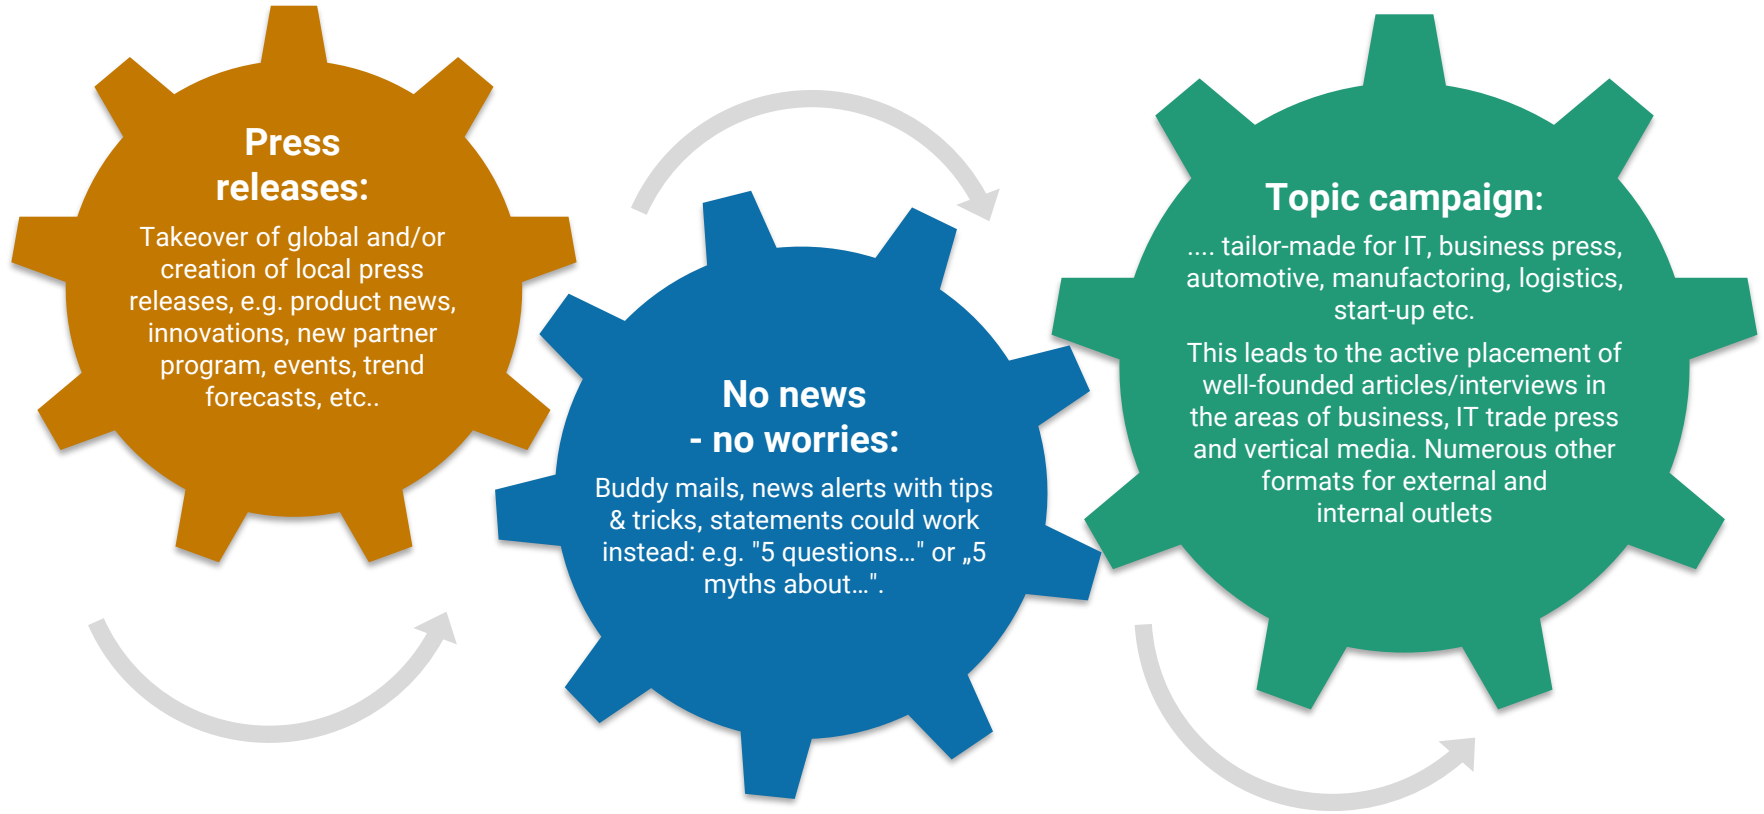 Press
releases:
Takeover of global and/or
creation of local press
releases, e.g. product news,
innovations, new partner
program, events, trend
forecasts, etc..
No news
- no worries:
Buddy mails, news alerts with tips
& tricks, statements could work
instead: e.g. "5 questions…" or „5
myths about…".
Topic campaign:
.... tailor-made for IT, business press,
automotive, manufactoring, logistics,
start-up etc.
This leads to the active placement of
well-founded articles/interviews in
the areas of business, IT trade press
and vertical media. Numerous other
formats for external and
internal outlets